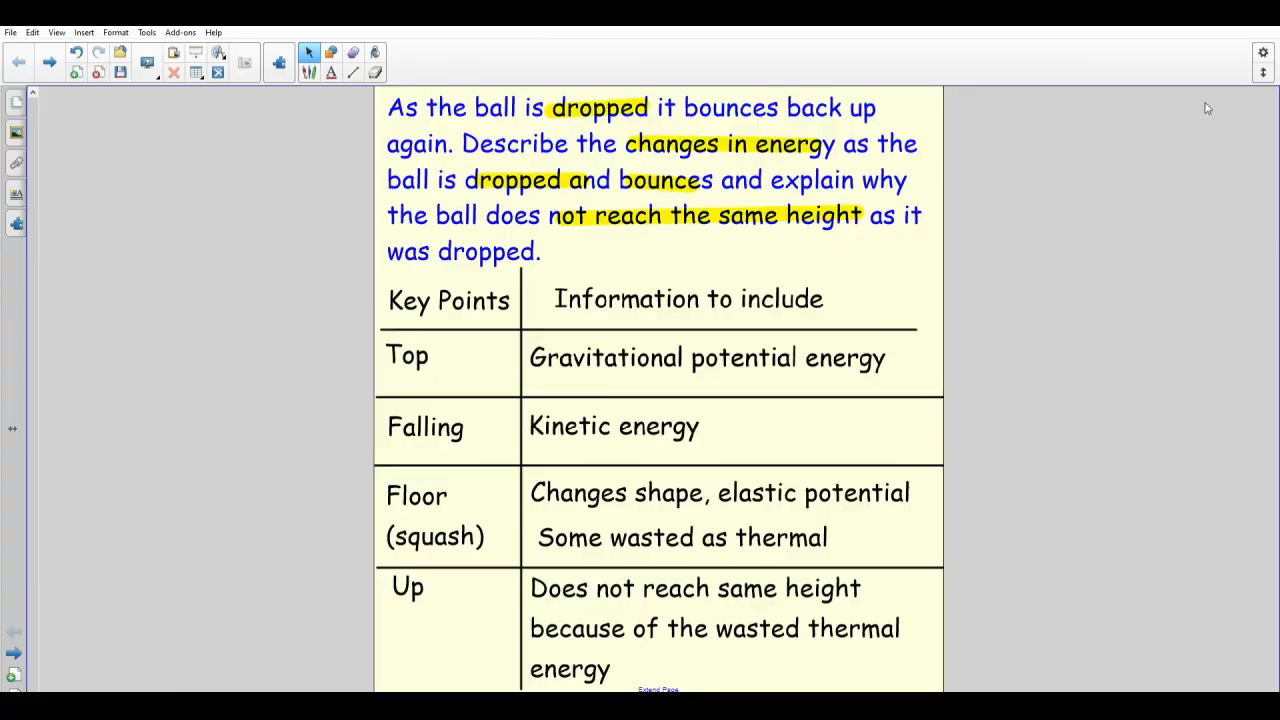 File Edit View Insert Format Tools Add-ons Help
As the ball is dropped it bounces back up
again. Describe the changes in energy as the
ball is dropped and bounces and explain why
the ball does not reach the same height as it
was dropped.
Key Points Information to include
Top Gravitational potential energy
Falling Kinetic energy
Floor Changes shape, elastic potential
(squash) Some wasted as thermal
Up Does not reach same height
because of the wasted thermal
energy
Extend Page